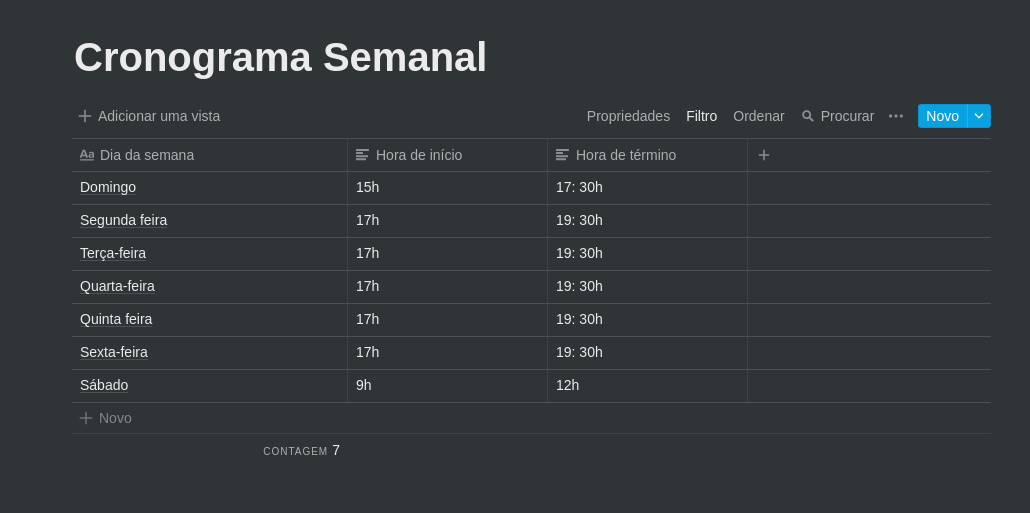 Cronograma Semanal
Adicionar uma vista Propriedades Filtro Ordenar Procurar ... Novo
Aa Dia da semana Hora de início Hora de término +
Domingo 15h 17: 30h
Segunda feira 17h 19: 30h
Terça-feira 17h 19: 30h
Quarta-feira 17h 19: 30h
Quinta feira 17h 19: 30h
Sexta-feira 17h 19: 30h
Sábado 9h 12h
+ Novo
CONTAGEM 7